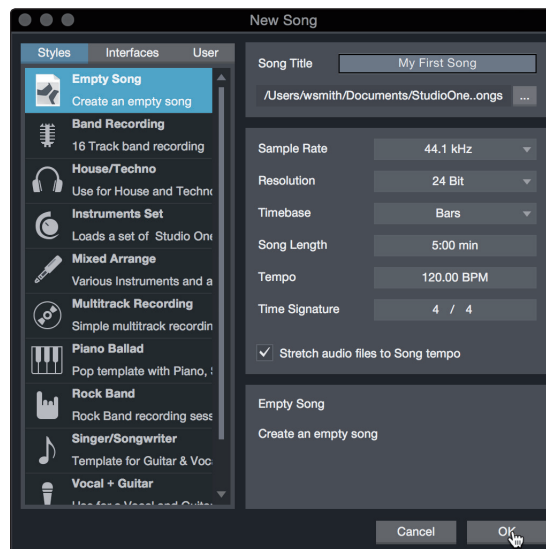 New Song
Styles Interfaces User
Empty Song
Create an empty song
Band Recording
16 Track band recording
House/Techno
Use for House and Techno
Instruments Set
Loads a set of Studio One
Mixed Arrange
Various Instruments and a
Multitrack Recording
Simple multitrack recordin
Piano Ballad
Pop template with Piano,
Rock Band
Rock Band recording sess
Singer/Songwriter
Template for Guitar & Voc
Vocal + Guitar
Song Title My First Song
/Users/wsmith/Documents/StudioOne..ongs ...
Sample Rate 44.1 kHz
Resolution 24 Bit
Timebase Bars
Song Length 5:00 min
Tempo 120.00 BPM
Time Signature 4 / 4
Stretch audio files to Song tempo
Empty Song
Create an empty song
Cancel OK